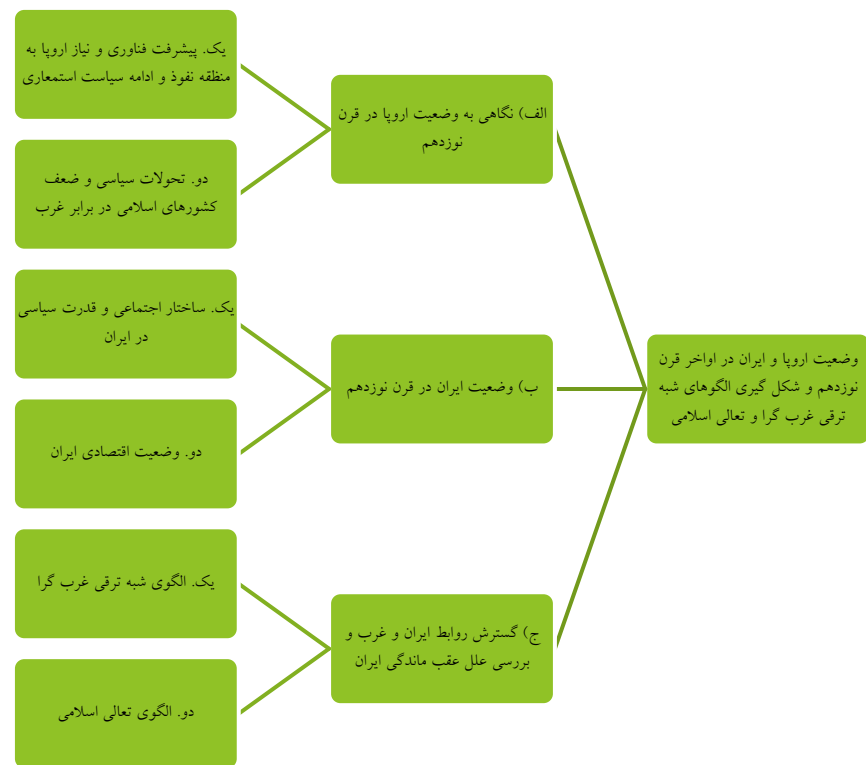 وضعیت اروپا و ایران در اواخر قرن
نوزدهم و شکل گیری الگوهای شبه
ترقی غرب گرا و تعالی اسلامی
الف) نگاهی به وضعیت اروپا در قرن
نوزدهم
یک. پیشرفت فناوری و نیاز اروپا به
منظقه نفوذ و ادامه سیاست استمعاری
دو. تحولات سیاسی و ضعف
کشورهای اسلامی در برابر غرب
ب) وضعیت ایران در قرن نوزدهم
یک. ساختار اجتماعی و قدرت سیاسی
در ایران
دو. وضعیت اقتصادی ایران
ج) گسترش روابط ایران و غرب و
بررسی علل عقب ماندگی ایران
یک. الگوی شبه ترقی غرب گرا
دو. الگوی تعالی اسلامی